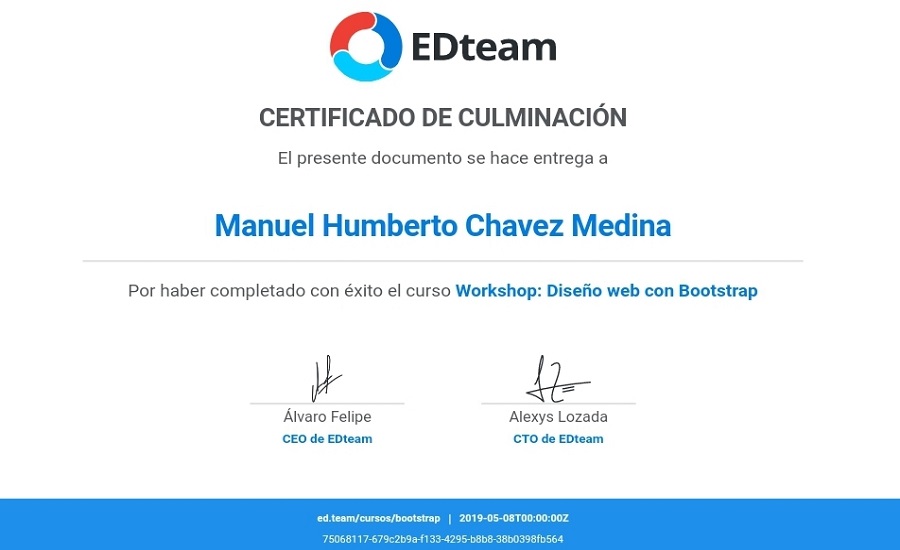 EDteam
CERTIFICADO DE CULMINACIÓN
El presente documento se hace entrega a
Manuel Humberto Chavez Medina
Por haber completado con éxito el curso Workshop: Diseño web con Bootstrap
Álvaro Felipe
CEO de EDteam
Alexys Lozada
CTO de EDteam
ed.team/cursos/bootstrap | 2019-05-08T00:00:00Z
75068117-679c2b9a-f133-4295-b8b8-38b0398fb564